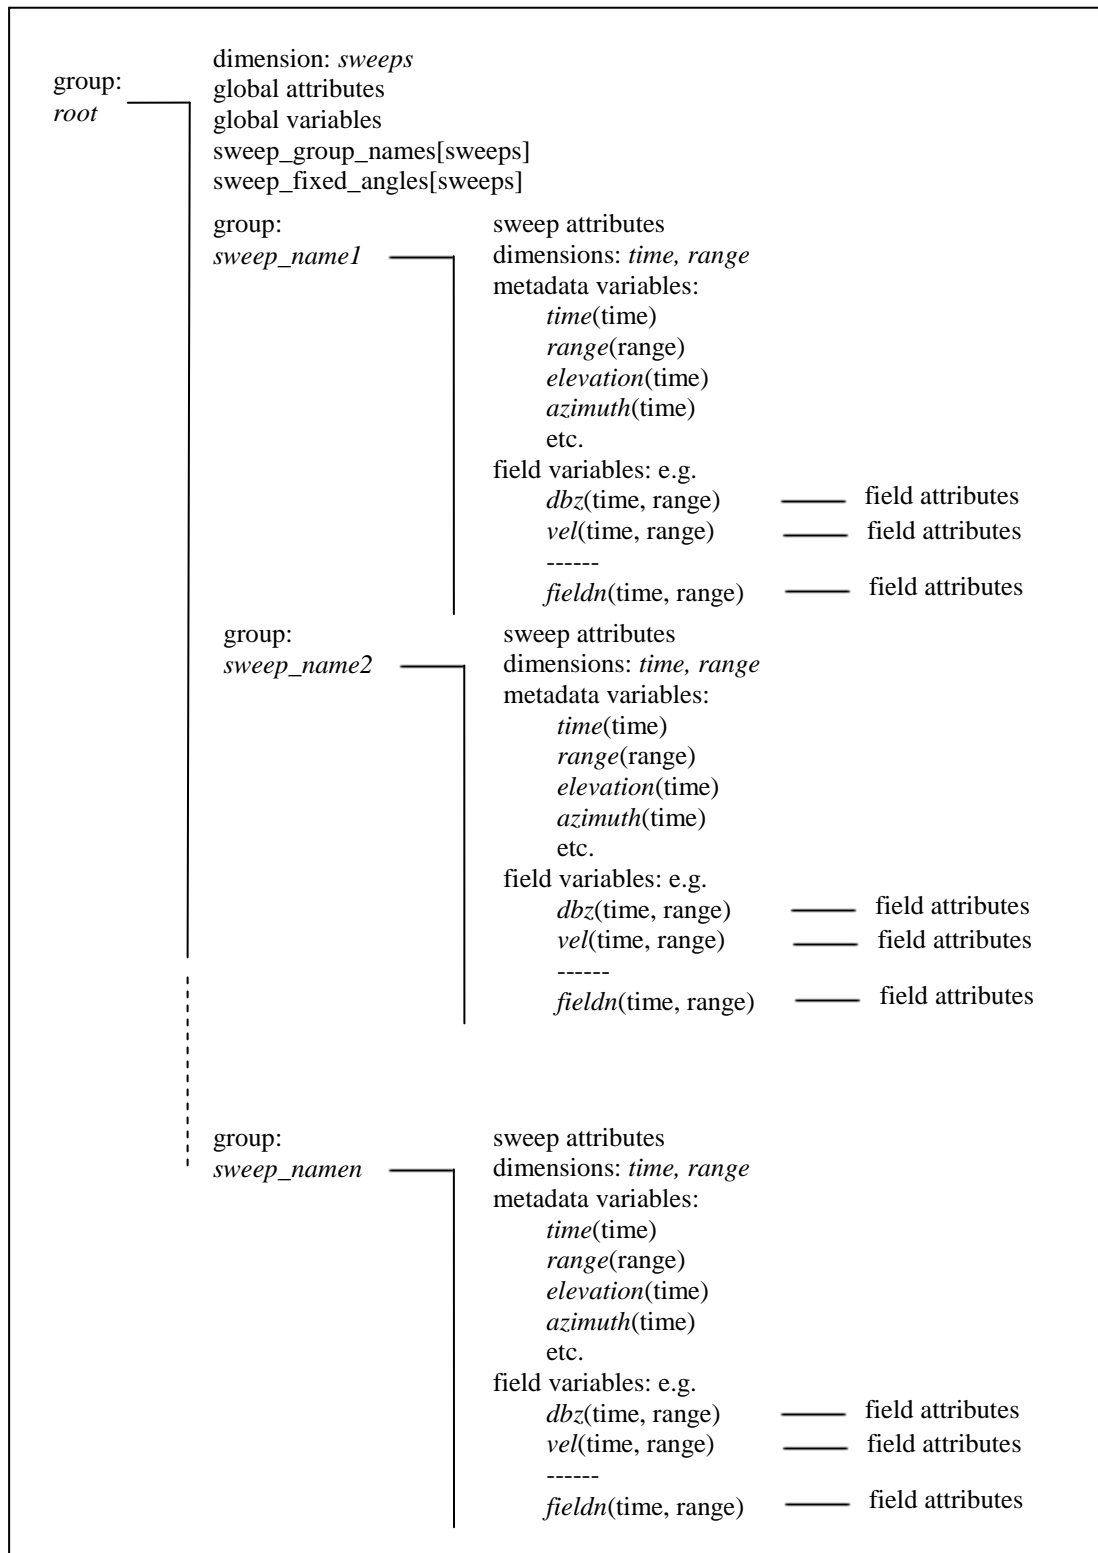 dimension: sweeps
group:
global attributes
root
global variables
sweep_group_names[sweeps]
sweep_fixed_angles[sweeps]
group:
sweep_name1
sweep attributes
dimensions: time, range
metadada variables:
time(time)
range(range)
elevation(time)
azimuth(time)
etc.
field variables: e.g.
dbz(time, range) field attributes
vel(time, range) field attributes
------
fieldn(time, range) field attributes
group:
sweep_name2
sweep attributes
dimensions: time, range
metadada variables:
time(time)
range(range)
elevation(time)
azimuth(time)
etc.
field variables: e.g.
dbz(time, range) field attributes
vel(time, range) field attributes
------
fieldn(time, range) field attributes
group:
sweep_namen
sweep attributes
dimensions: time, range
metadada variables:
time(time)
range(range)
elevation(time)
azimuth(time)
etc.
field variables: e.g.
dbz(time, range) field attributes
vel(time, range) field attributes
------
fieldn(time, range) field attributes